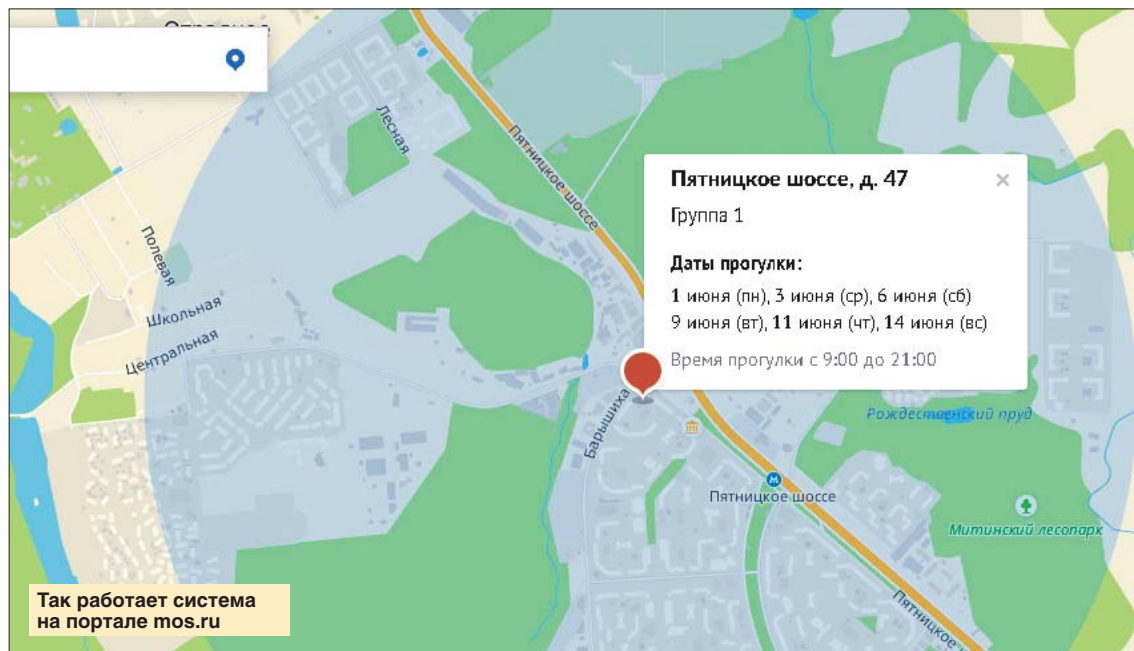 Отрадное
Лесная
Пятницкое шоссе
Полевая
Школьная
Центральная
Пятницкое шоссе, д. 47
Группа 1
Даты прогулки:
1 июня (пн), 3 июня (ср), 6 июня (сб)
9 июня (вт), 11 июня (чт), 14 июня (вс)
Время прогулки с 9:00 до 21:00
Барышиха
Рождественский пруд
М
Пятницкое шоссе
Митинский лесопарк
Пятницкое
Так работает система
на портале mos.ru